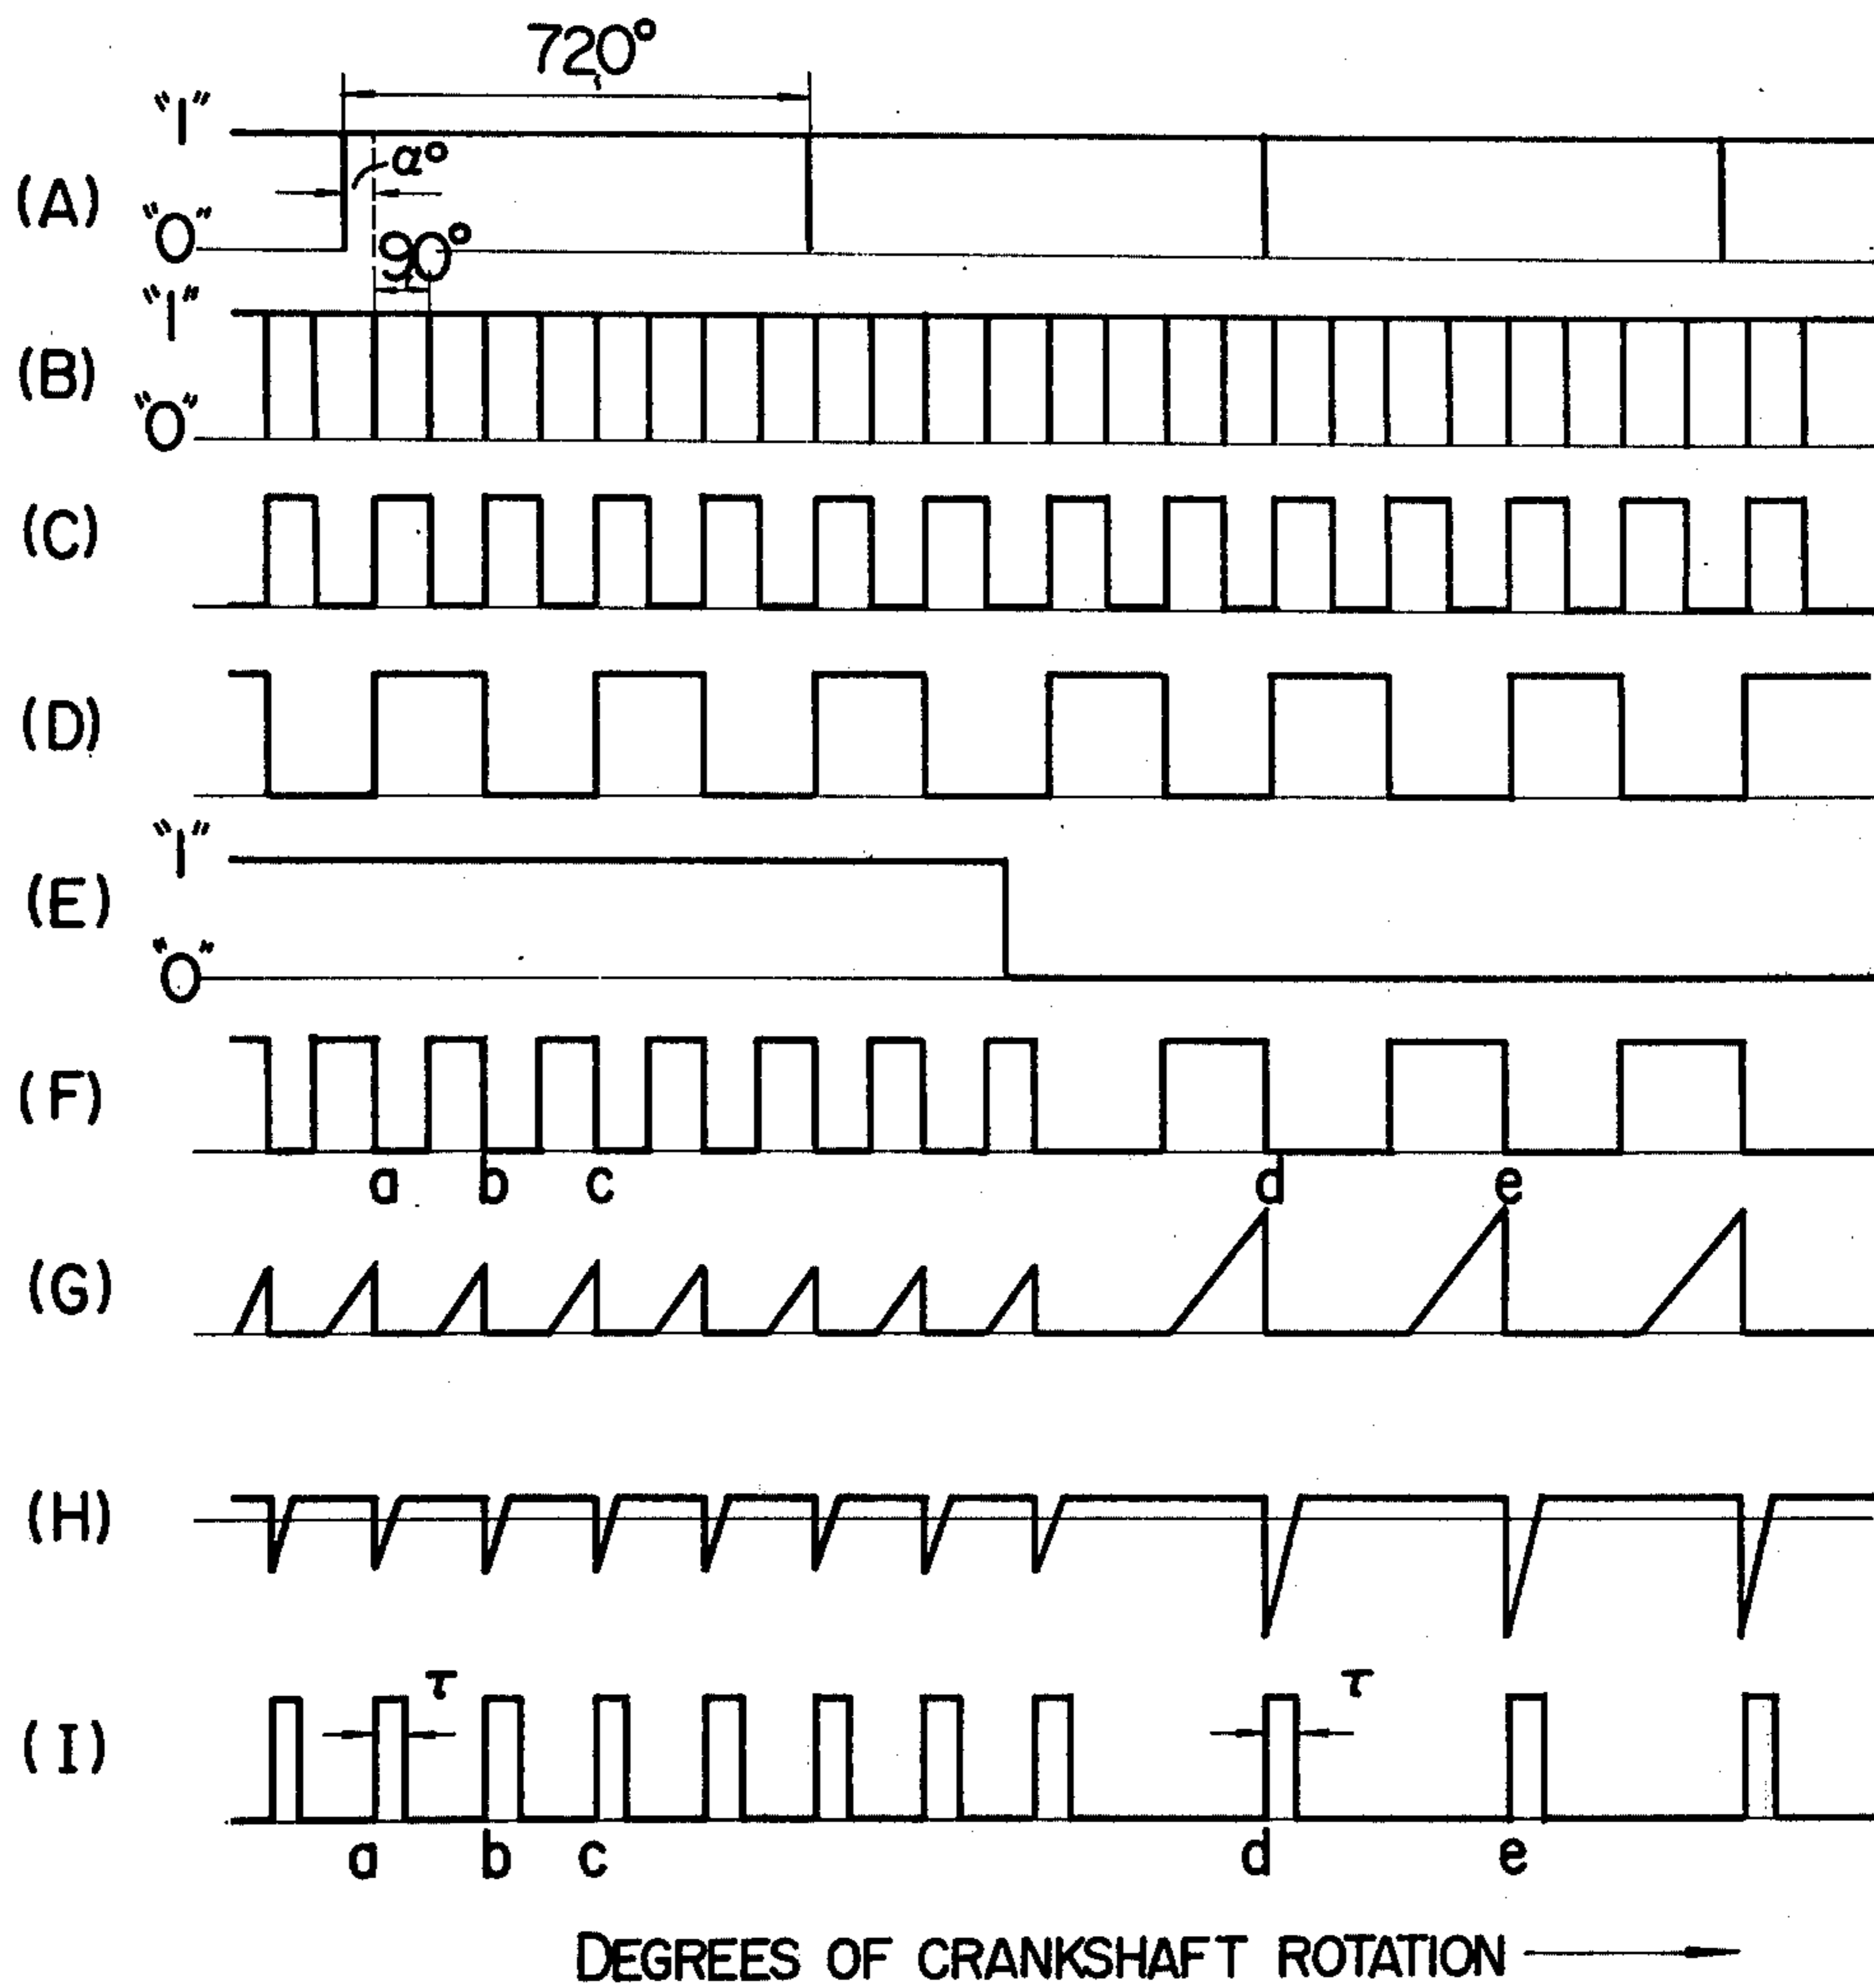 720°
"1"
α°
(A)
"0"
90°
"1"
(B)
"0"
(C)
(D)
"1"
(E)
"0"
(F)
a b c d e
(G)
(H)
τ τ
(I)
a b c d e
DEGREES OF CRANKSHAFT ROTATION